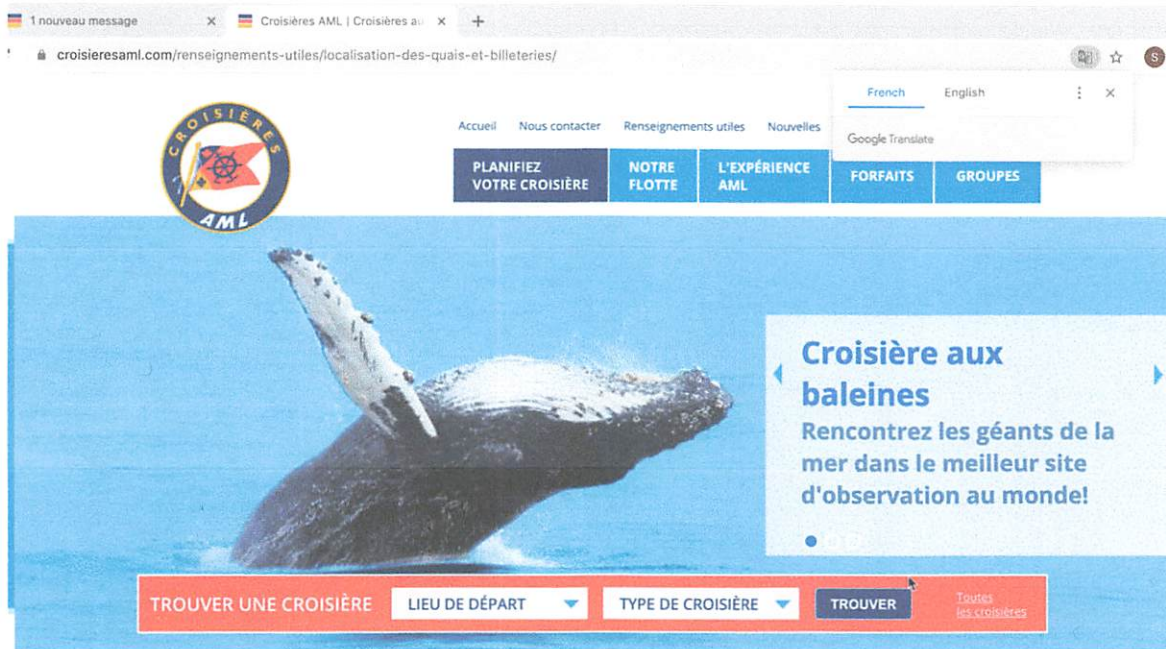 1 nouveau message
Croisières AML | Croisières au
croisieresaml.com/renseignements-utiles/localisation-des-quais-et-billeteries/
S
French English
Google Translate
CROISIÈRES
AML
Accueil Nous contacter Renseignements utiles Nouvelles
PLANIFIEZ
VOTRE CROISIÈRE
NOTRE
FLOTTE
L'EXPÉRIENCE
AML
FORFAITS
GROUPES
Croisière aux
baleines
Rencontrez les géants de la
mer dans le meilleur site
d'observation au monde!
TROUVER UNE CROISIÈRE LIEU DE DÉPART TYPE DE CROISIÈRE TROUVER
Toutes
les croisières